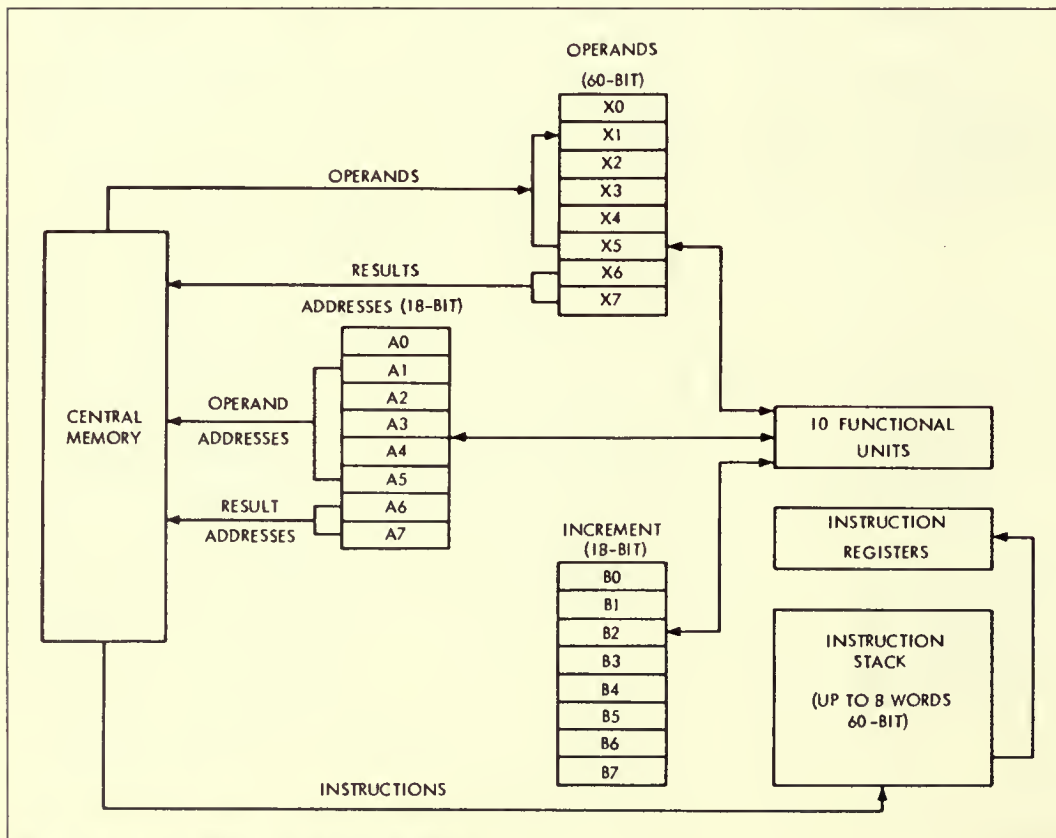 OPERANDS
(60-BIT)
X0
X1
X2
X3
X4
X5
X6
X7
OPERANDS
RESULTS
ADDRESSES (18-BIT)
A0
A1
A2
A3
A4
A5
A6
A7
CENTRAL
MEMORY
OPERAND
ADDRESSES
RESULT
ADDRESSES
10 FUNCTIONAL
UNITS
INCREMENT
(18-BIT)
B0
B1
B2
B3
B4
B5
B6
B7
INSTRUCTION
REGISTERS
INSTRUCTION
STACK
(UP TO 8 WORDS
60-BIT)
INSTRUCTIONS